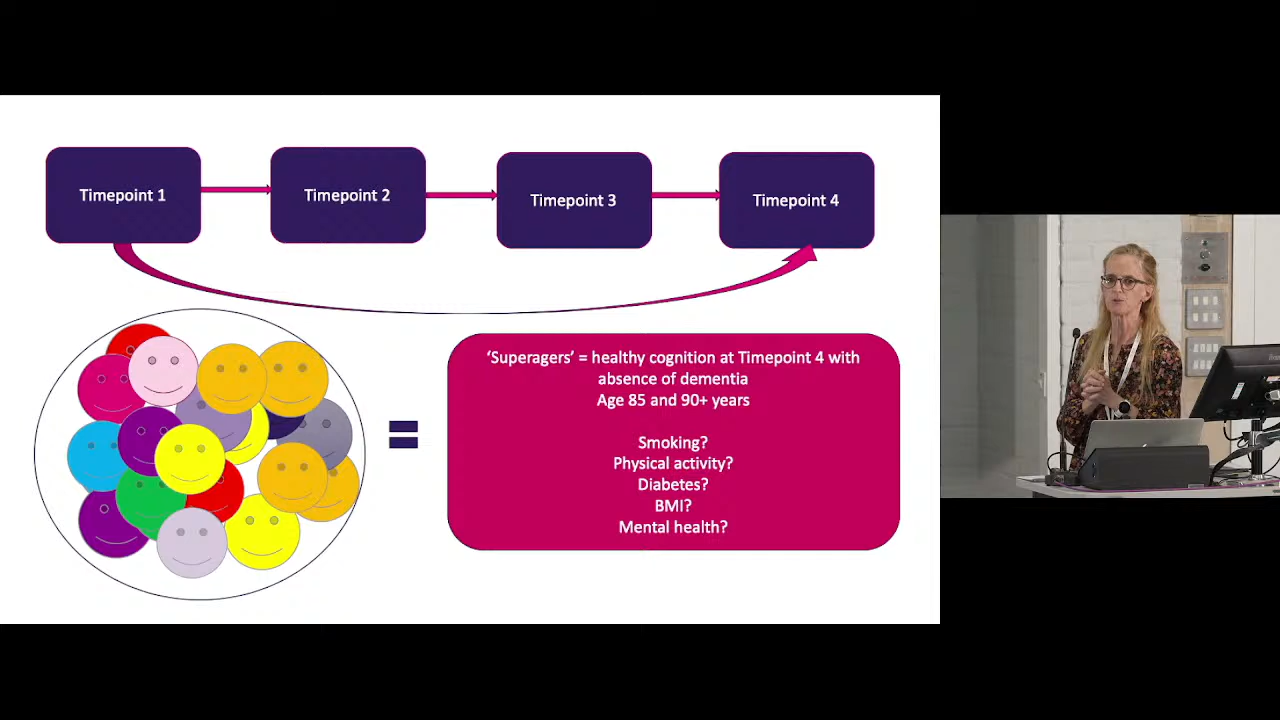 Timepoint 1
Timepoint 2
Timepoint 3
Timepoint 4
‘Superagers’ = healthy cognition at Timepoint 4 with
absence of dementia
Age 85 and 90+ years
Smoking?
Physical activity?
Diabetes?
BMI?
Mental health?